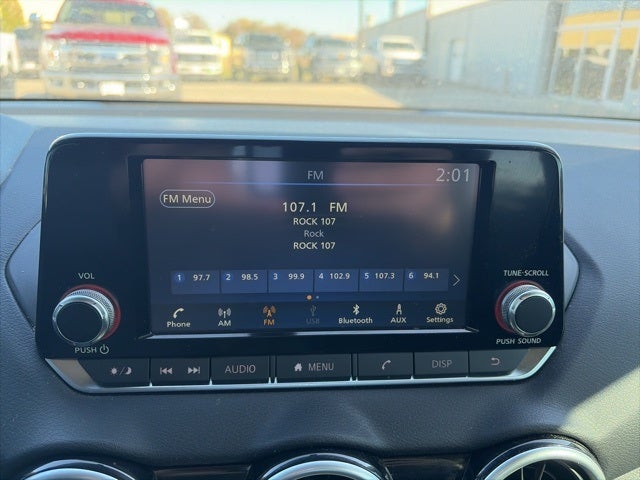 FM
2:01
FM Menu
107.1 FM
ROCK 107
Rock
ROCK 107
1 97.7 2 98.5 3 99.9 4 102.9 5 107.3 6 94.1
Phone AM FM USB Bluetooth AUX Settings
VOL
PUSH
TUNE·SCROLL
PUSH SOUND
AUDIO MENU DISP